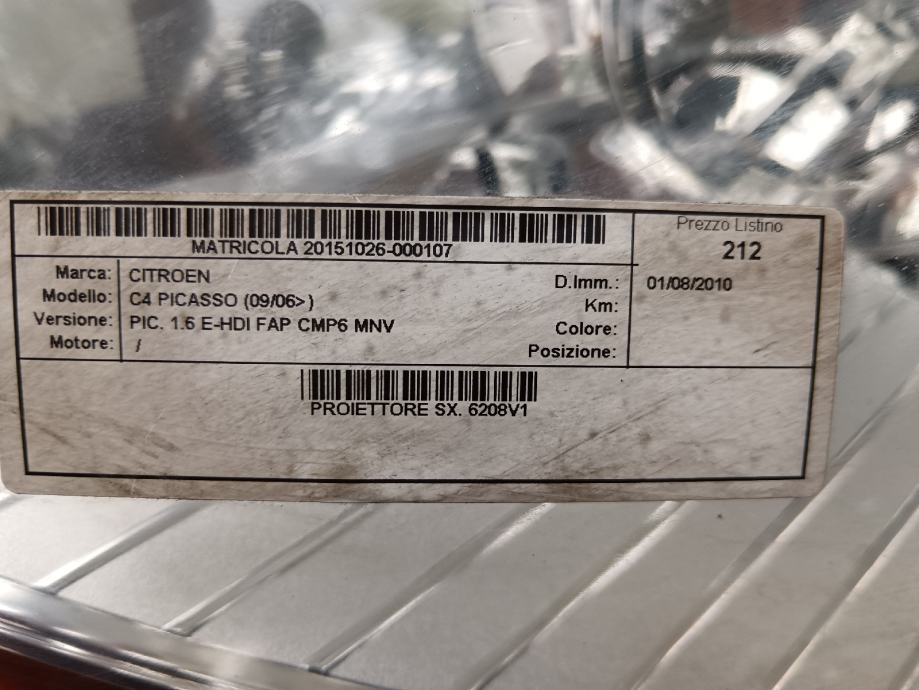 MATRICOLA 20151026-000107
Prezzo Listino
212
Marca: CITROEN
Modello: C4 PICASSO (09/06>)
Versione: PIC. 1.6 E-HDI FAP CMP6 MNV
Motore: /
D.Imm.: 01/08/2010
Km:
Colore:
Posizione:
PROIETTORE SX. 6208V1